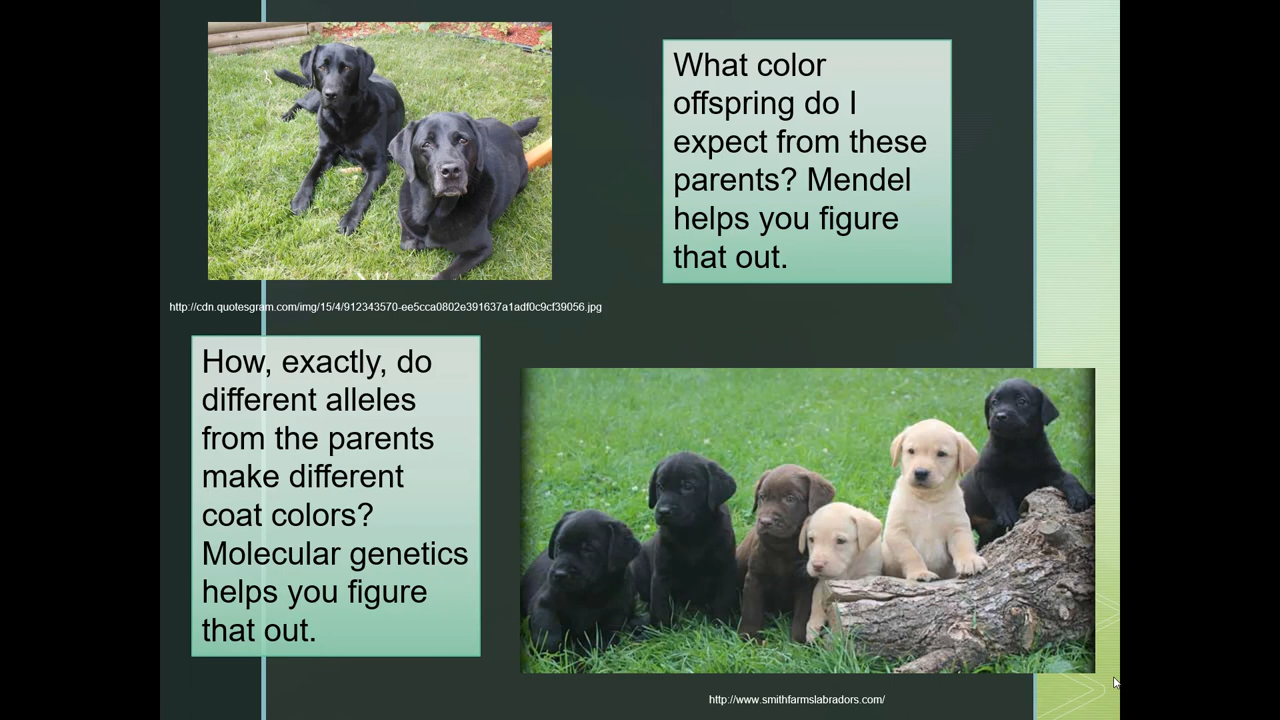 What color
offspring do I
expect from these
parents? Mendel
helps you figure
that out.
http://cdn.quotesgram.com/img/15/4/912343570-ee5cca0802e391637a1adf0c9cf39056.jpg
How, exactly, do
different alleles
from the parents
make different
coat colors?
Molecular genetics
helps you figure
that out.
http://www.smithfarmslabradors.com/